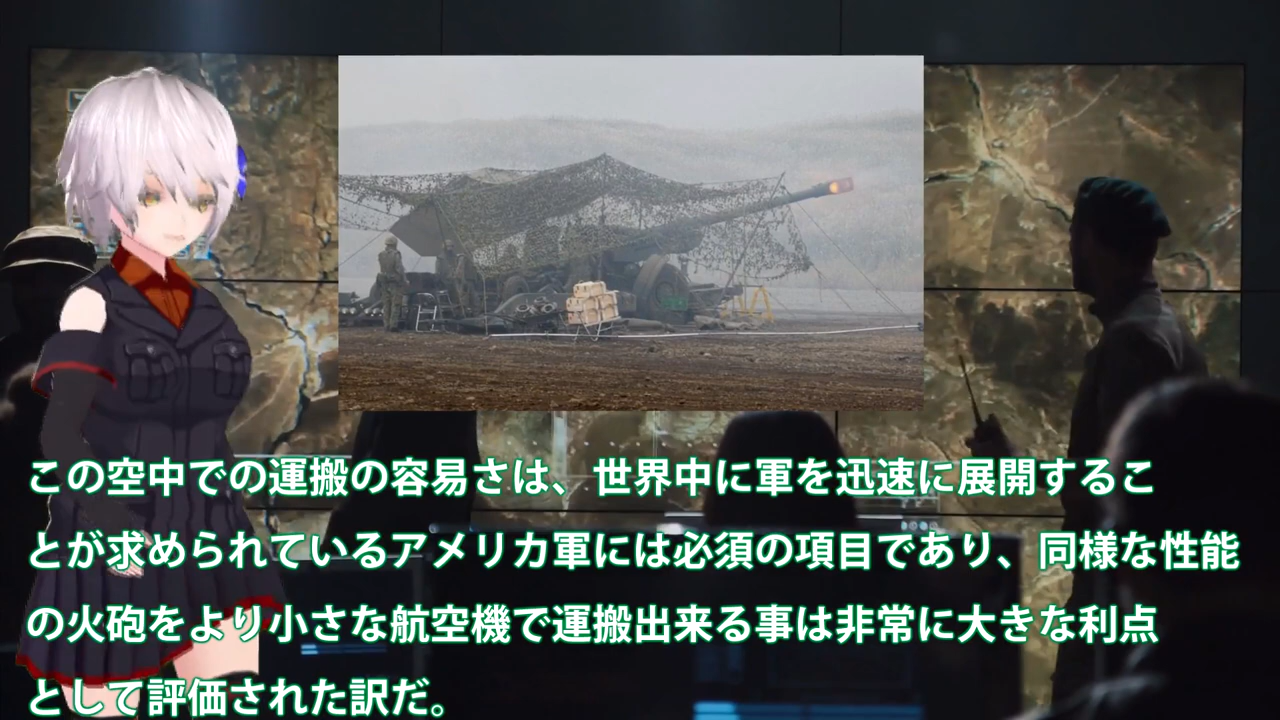 この空中での運搬の容易さは、世界中に軍を迅速に展開するこ
とが求められているアメリカ軍には必須の項目であり、同様な性能
の火砲をより小さな航空機で運搬出来る事は非常に大きな利点
として評価された訳だ。